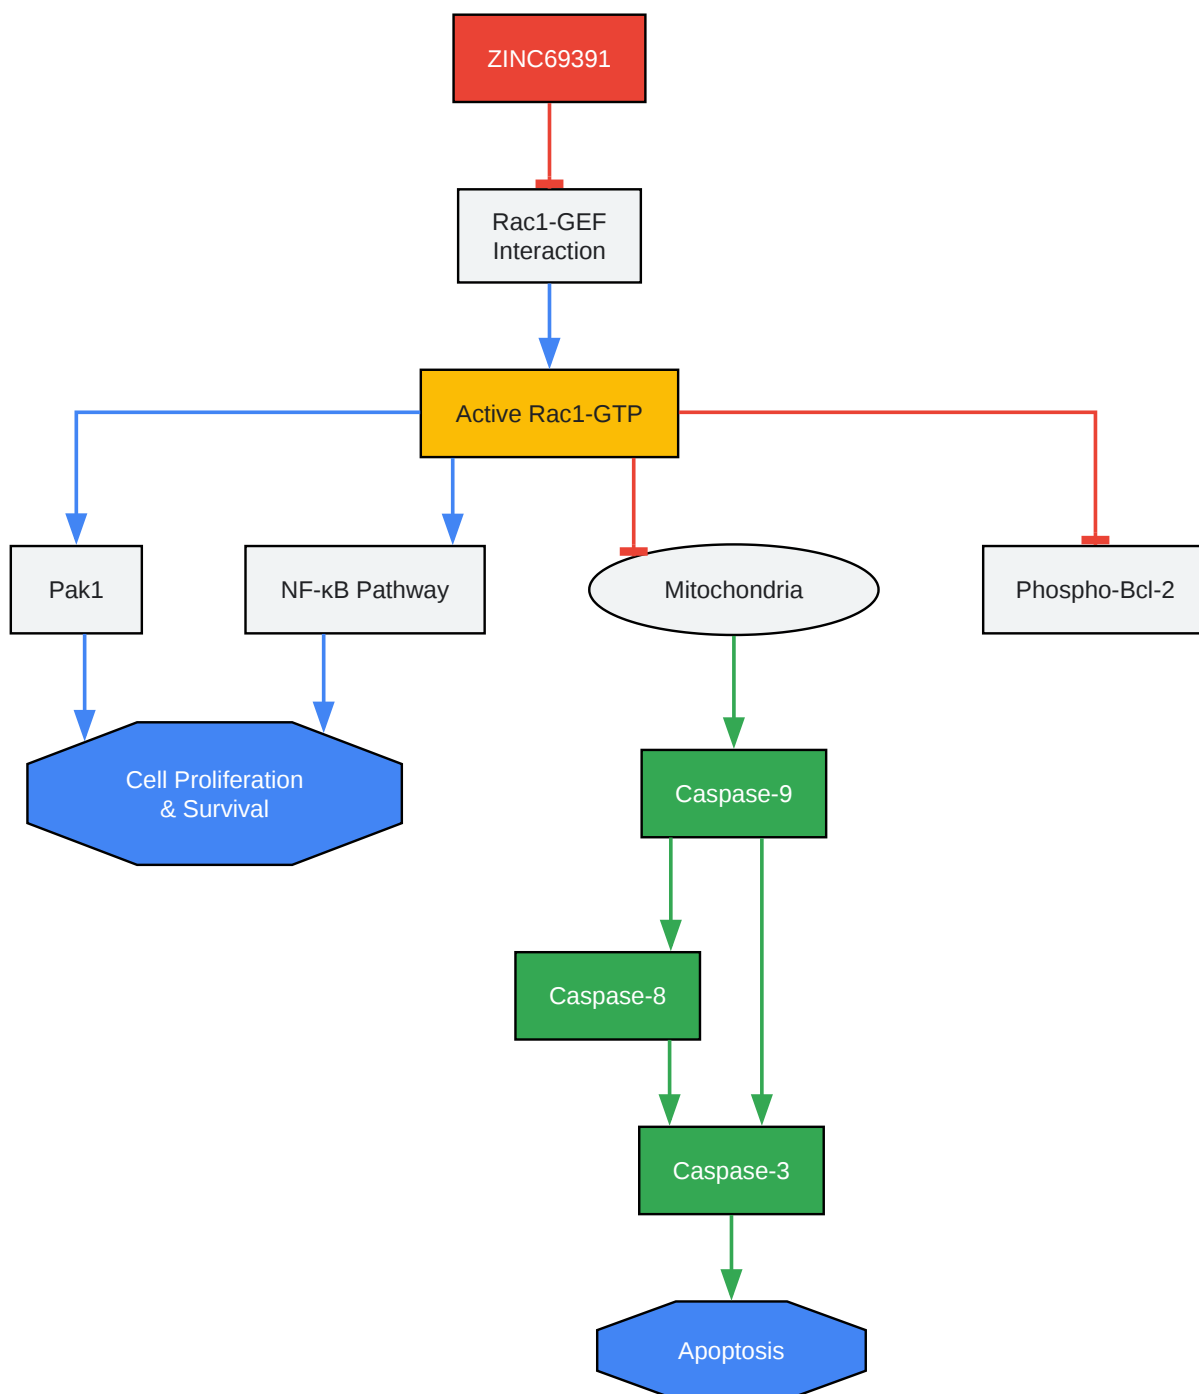 ZINC69391
Rac1-GEF
Interaction
Active Rac1-GTP
Pak1
NF-κB Pathway
Mitochondria
Phospho-Bcl-2
Cell Proliferation
& Survival
Caspase-9
Caspase-8
Caspase-3
Apoptosis